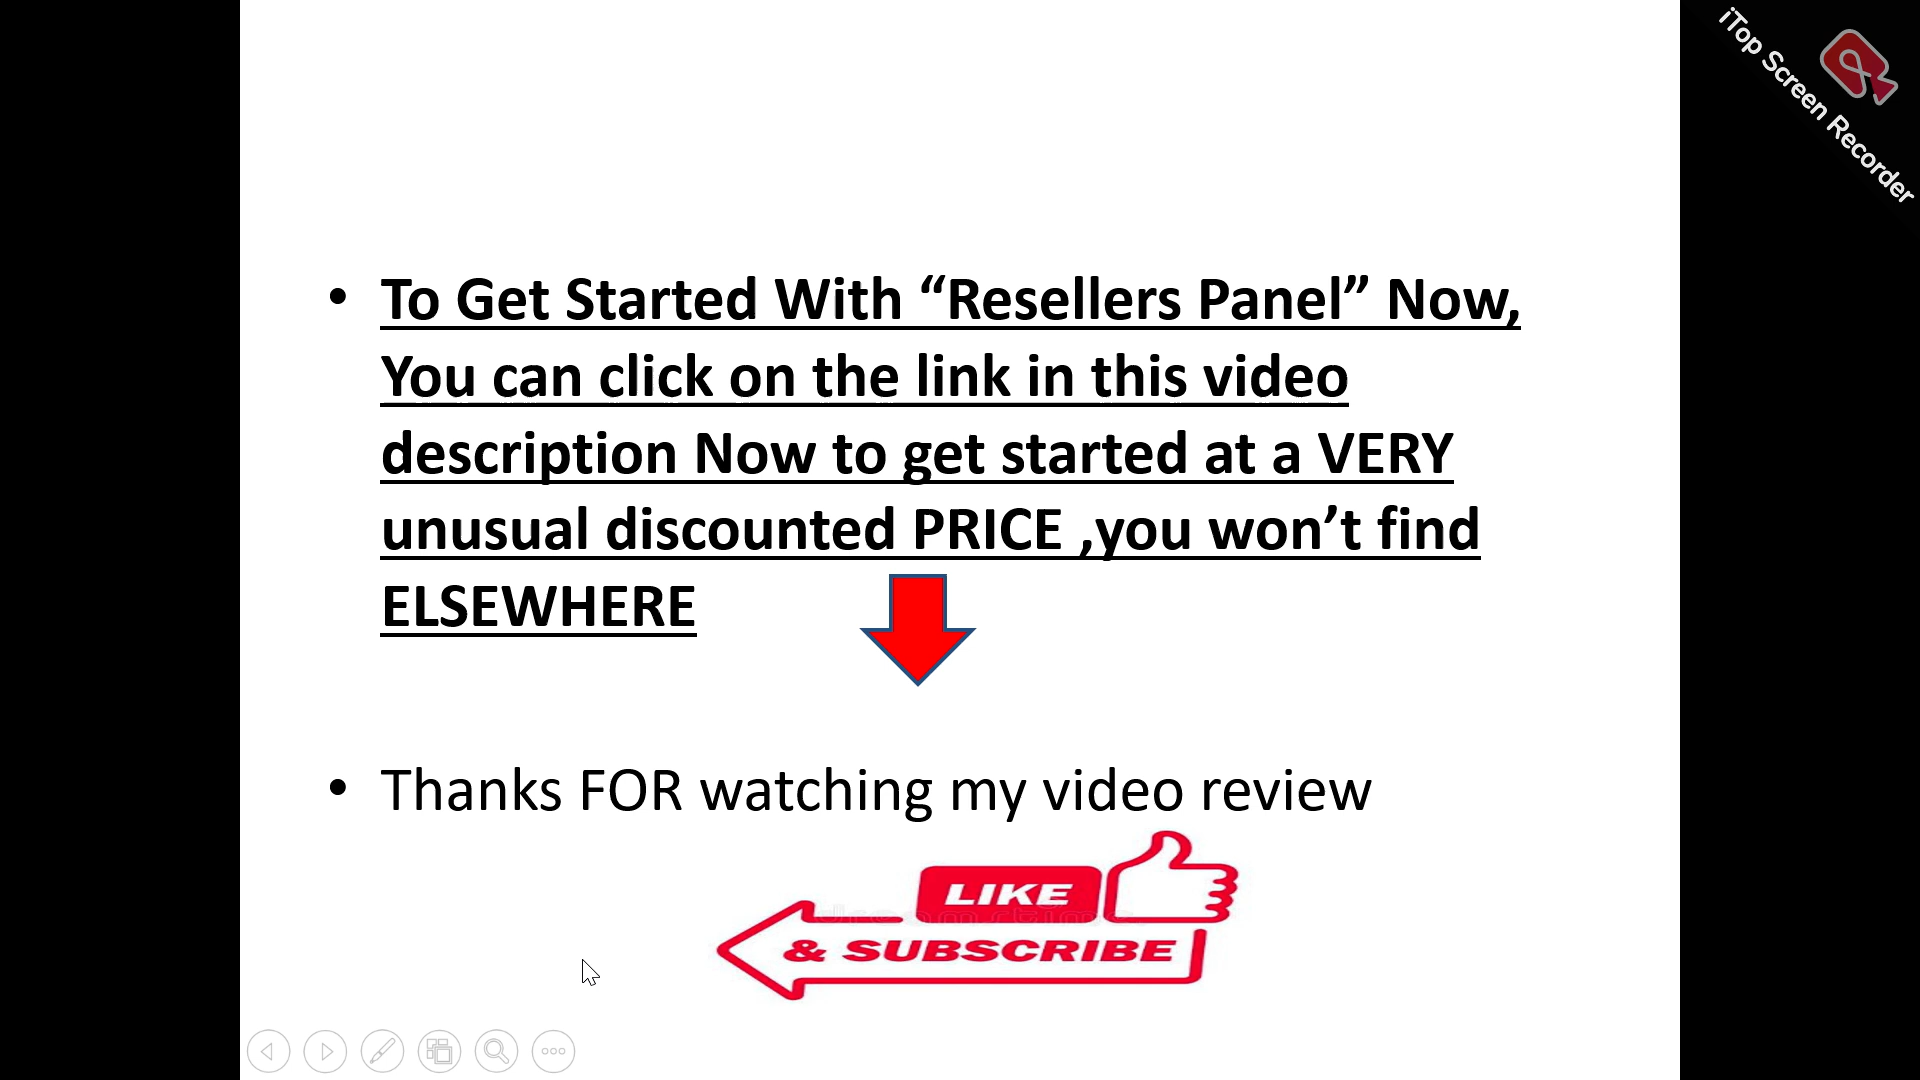 iTop Screen Recorder
• To Get Started With “Resellers Panel” Now,
You can click on the link in this video
description Now to get started at a VERY
unusual discounted PRICE ,you won’t find
ELSEWHERE
• Thanks FOR watching my video review
LIKE
& SUBSCRIBE